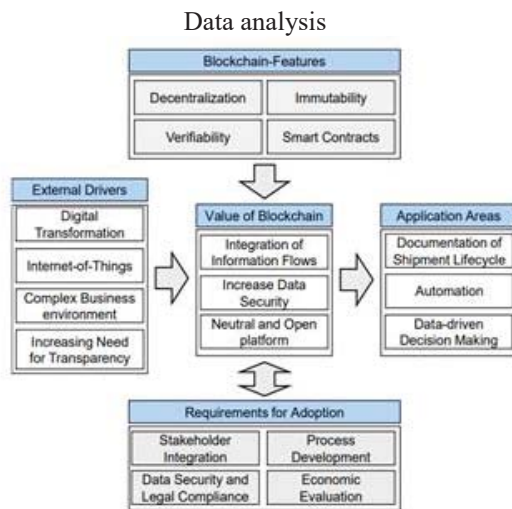 Data analysis
Blockchain-Features
Decentralization
Immutability
Verifiability
Smart Contracts
External Drivers
Digital
Transformation
Internet-of-Things
Complex Business
environment
Increasing Need
for Transparency
Value of Blockchain
Integration of
Information Flows
Increase Data
Security
Neutral and Open
platform
Application Areas
Documentation of
Shipment Lifecycle
Automation
Data-driven
Decision Making
Requirements for Adoption
Stakeholder
Integration
Process
Development
Data Security and
Legal Compliance
Economic
Evaluation